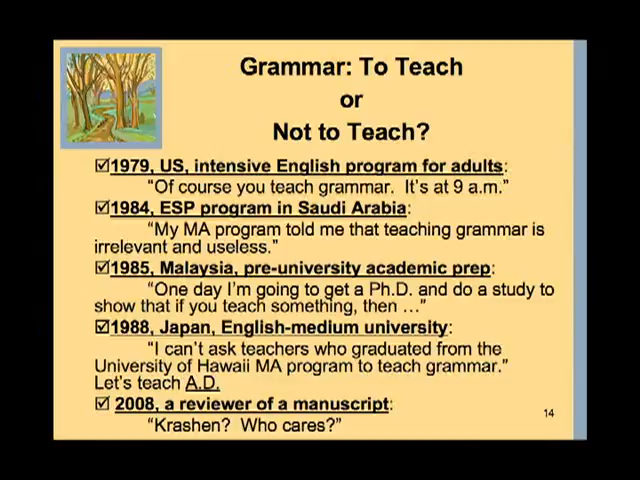 Grammar: To Teach
or
Not to Teach?
☑1979, US, intensive English program for adults:
“Of course you teach grammar. It’s at 9 a.m.”
☑1984, ESP program in Saudi Arabia:
“My MA program told me that teaching grammar is
irrelevant and useless.”
☑1985, Malaysia, pre-university academic prep:
“One day I’m going to get a Ph.D. and do a study to
show that if you teach something, then …”
☑1988, Japan, English-medium university:
“I can’t ask teachers who graduated from the
University of Hawaii MA program to teach grammar.”
Let’s teach A.D.
☑ 2008, a reviewer of a manuscript:
“Krashen? Who cares?”
14